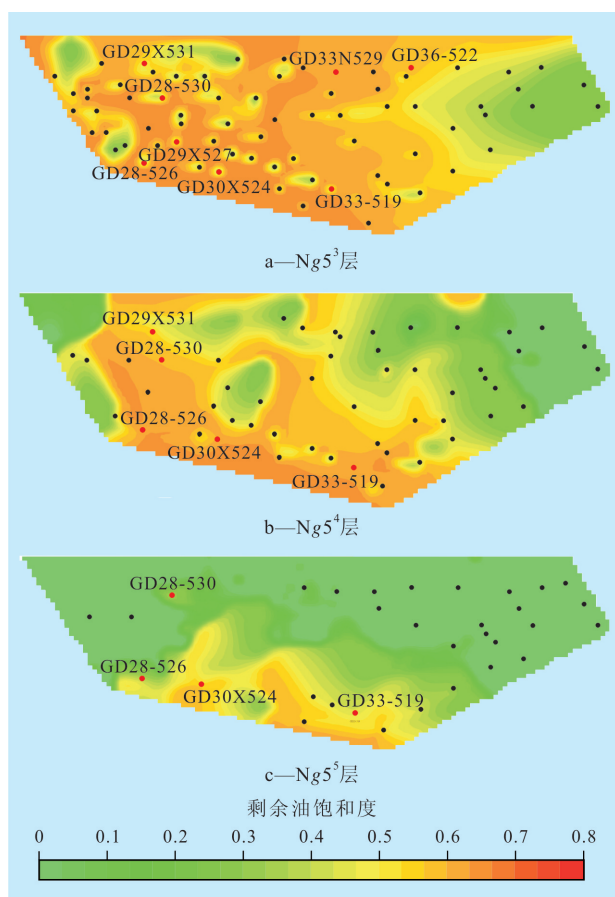 GD29X531
GD33N529
GD36-522
GD28-530
GD29X527
GD28-526
GD30X524
GD33-519
a—Ng5³层
GD29X531
GD28-530
GD28-526
GD30X524
GD33-519
b—Ng5⁴层
GD28-530
GD28-526
GD30X524
GD33-519
c—Ng5⁵层
剩余油饱和度
0 0.1 0.2 0.3 0.4 0.5 0.6 0.7 0.8